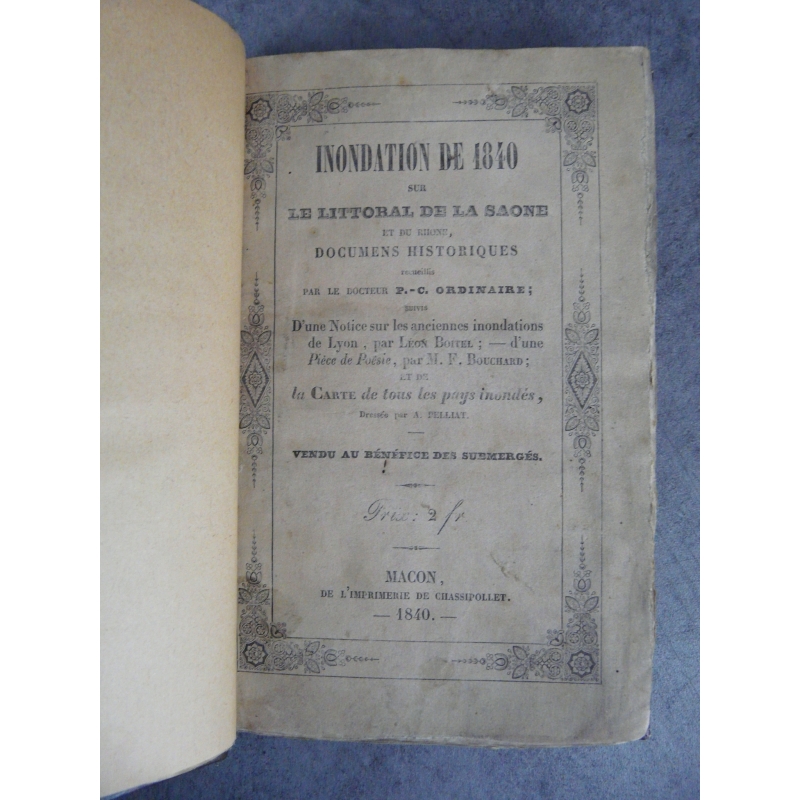 INONDATION DE 1840
SUR
LE LITTORAL DE LA SAONE
ET DU RHONE,
DOCUMENS HISTORIQUES
recueillis
PAR LE DOCTEUR P.-C. ORDINAIRE;
suivis
D'une Notice sur les anciennes inondations
de Lyon, par LÉON BOITEL; — d'une
Pièce de Poésie, par M. F. BOUCHARD;
ET DE
la CARTE de tous les pays inondés,
Dressée par A. PELLIAT.
VENDU AU BÉNÉFICE DES SUBMERGÉS.
Prix: 2 fr
MACON,
DE L'IMPRIMERIE DE CHASSIPOLLET.
— 1840. —